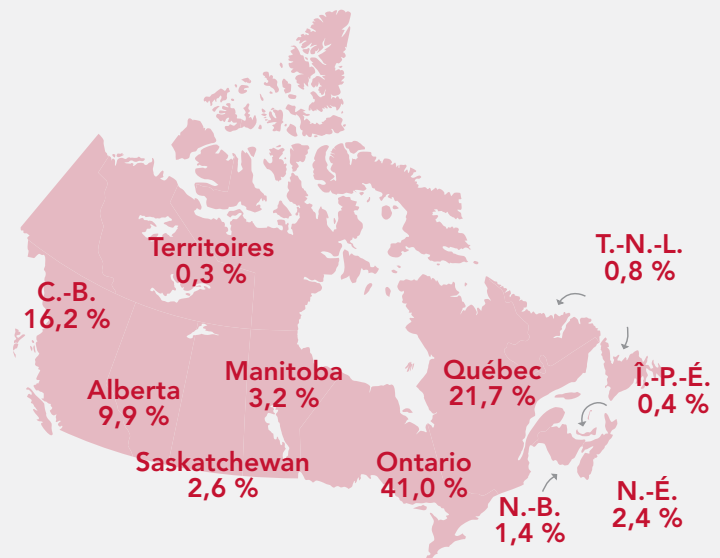 T.-N.-L.
0,8 %
Territoires
0,3 %
C.-B.
16,2 %
Alberta
9,9 %
Manitoba
3,2 %
Québec
21,7 %
Î.-P.-É.
0,4 %
Saskatchewan
2,6 %
Ontario
41,0 %
N.-B.
1,4 %
N.-É.
2,4 %